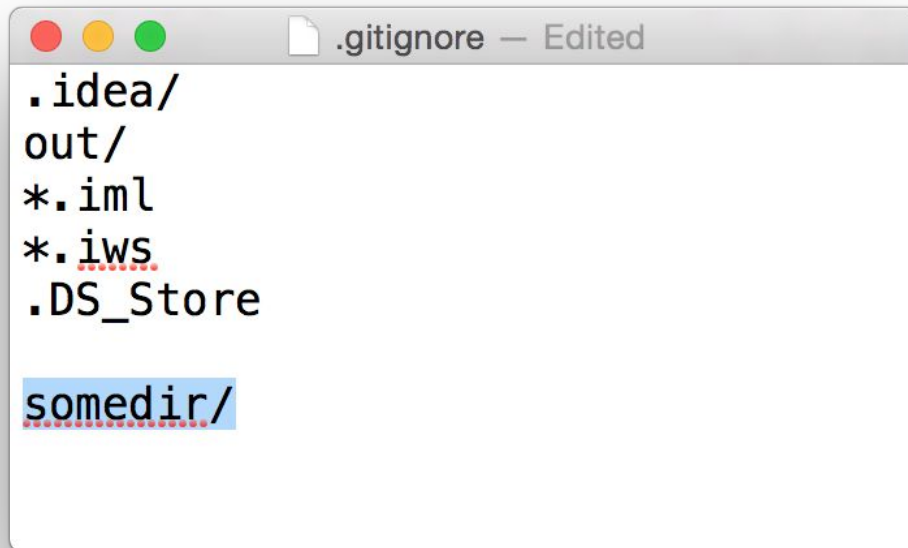 .gitignore — Edited
.idea/
out/
*.iml
*.iws
.DS_Store
somedir/